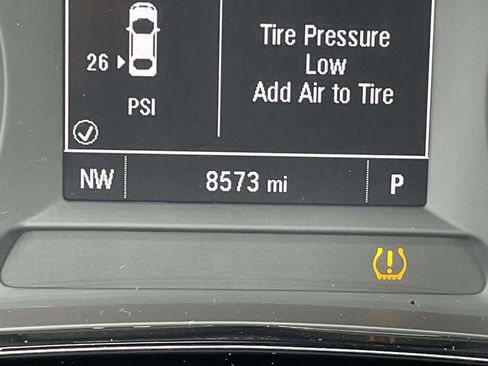 Tire Pressure
Low
Add Air to Tire
26
PSI
NW
8573 mi
P